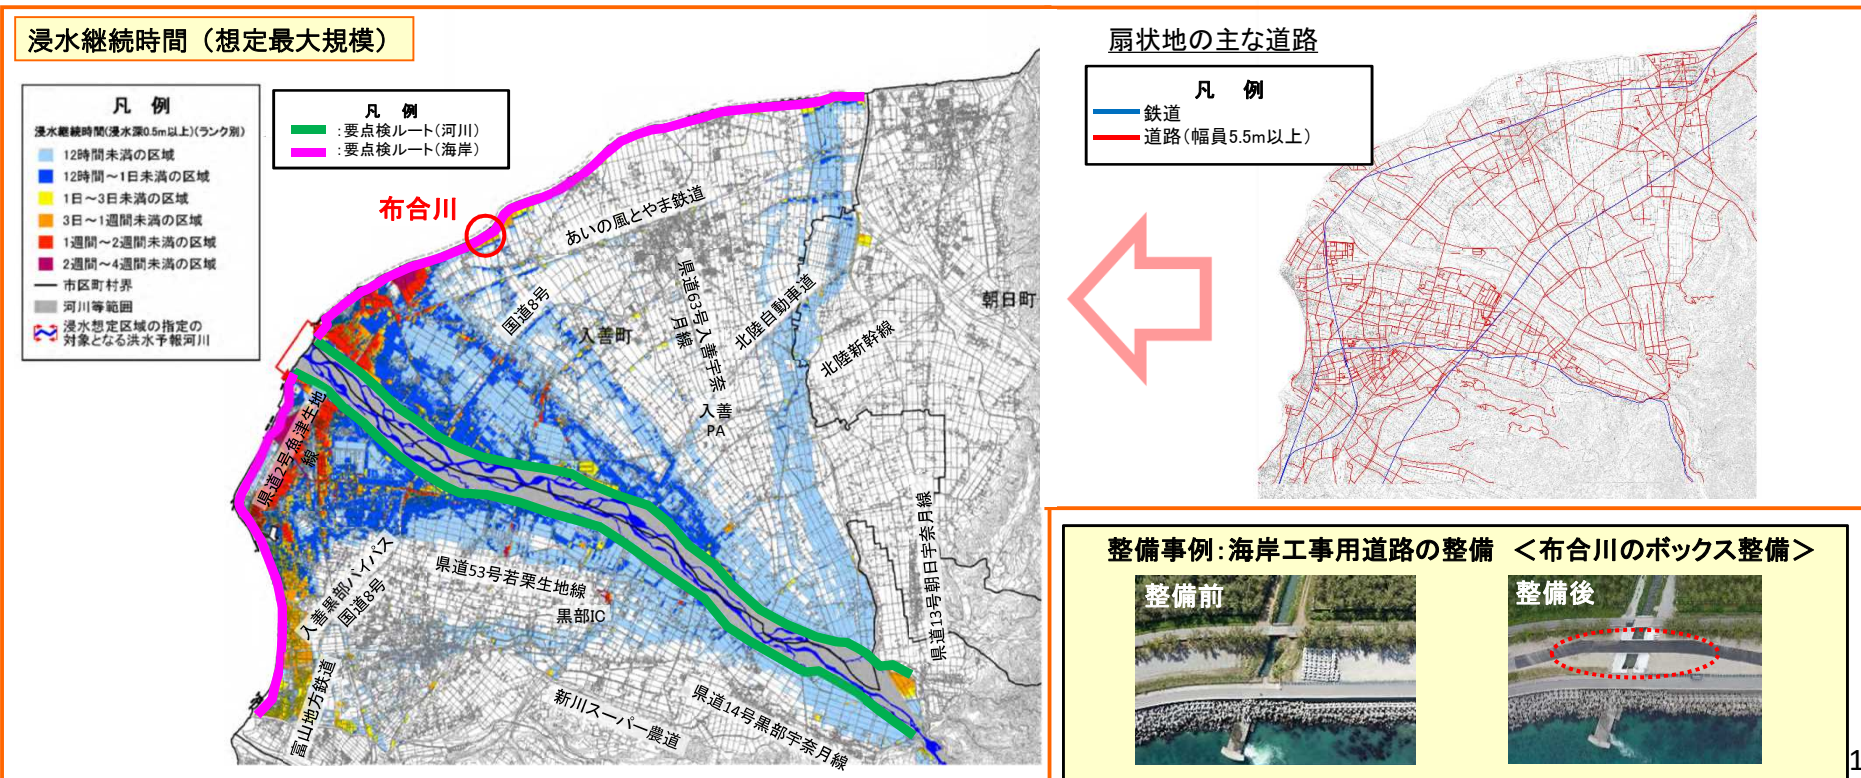 浸水継続時間（想定最大規模）
凡 例
浸水継続時間(浸水深0.5m以上)(ランク別)
12時間未満の区域
12時間～1日未満の区域
1日～3日未満の区域
3日～1週間未満の区域
1週間～2週間未満の区域
2週間～4週間未満の区域
市区町村界
河川等範囲
浸水想定区域の指定の
対象となる洪水予報河川
凡 例
：要点検ルート（河川）
：要点検ルート（海岸）
布合川
あいの風とやま鉄道
国道8号
入善町
県道63号入善宇奈
月線
北陸自動車道
北陸新幹線
朝日町
入善
PA
県道2号魚津生地
線
入善黒部バイパス
国道8号
県道53号若栗生地線
黒部IC
富山地方鉄道
新川スーパー農道
県道14号黒部宇奈月線
県道13号朝日宇奈月線
扇状地の主な道路
凡 例
鉄道
道路（幅員5.5m以上）
整備事例：海岸工事用道路の整備 ＜布合川のボックス整備＞
整備前
整備後
1